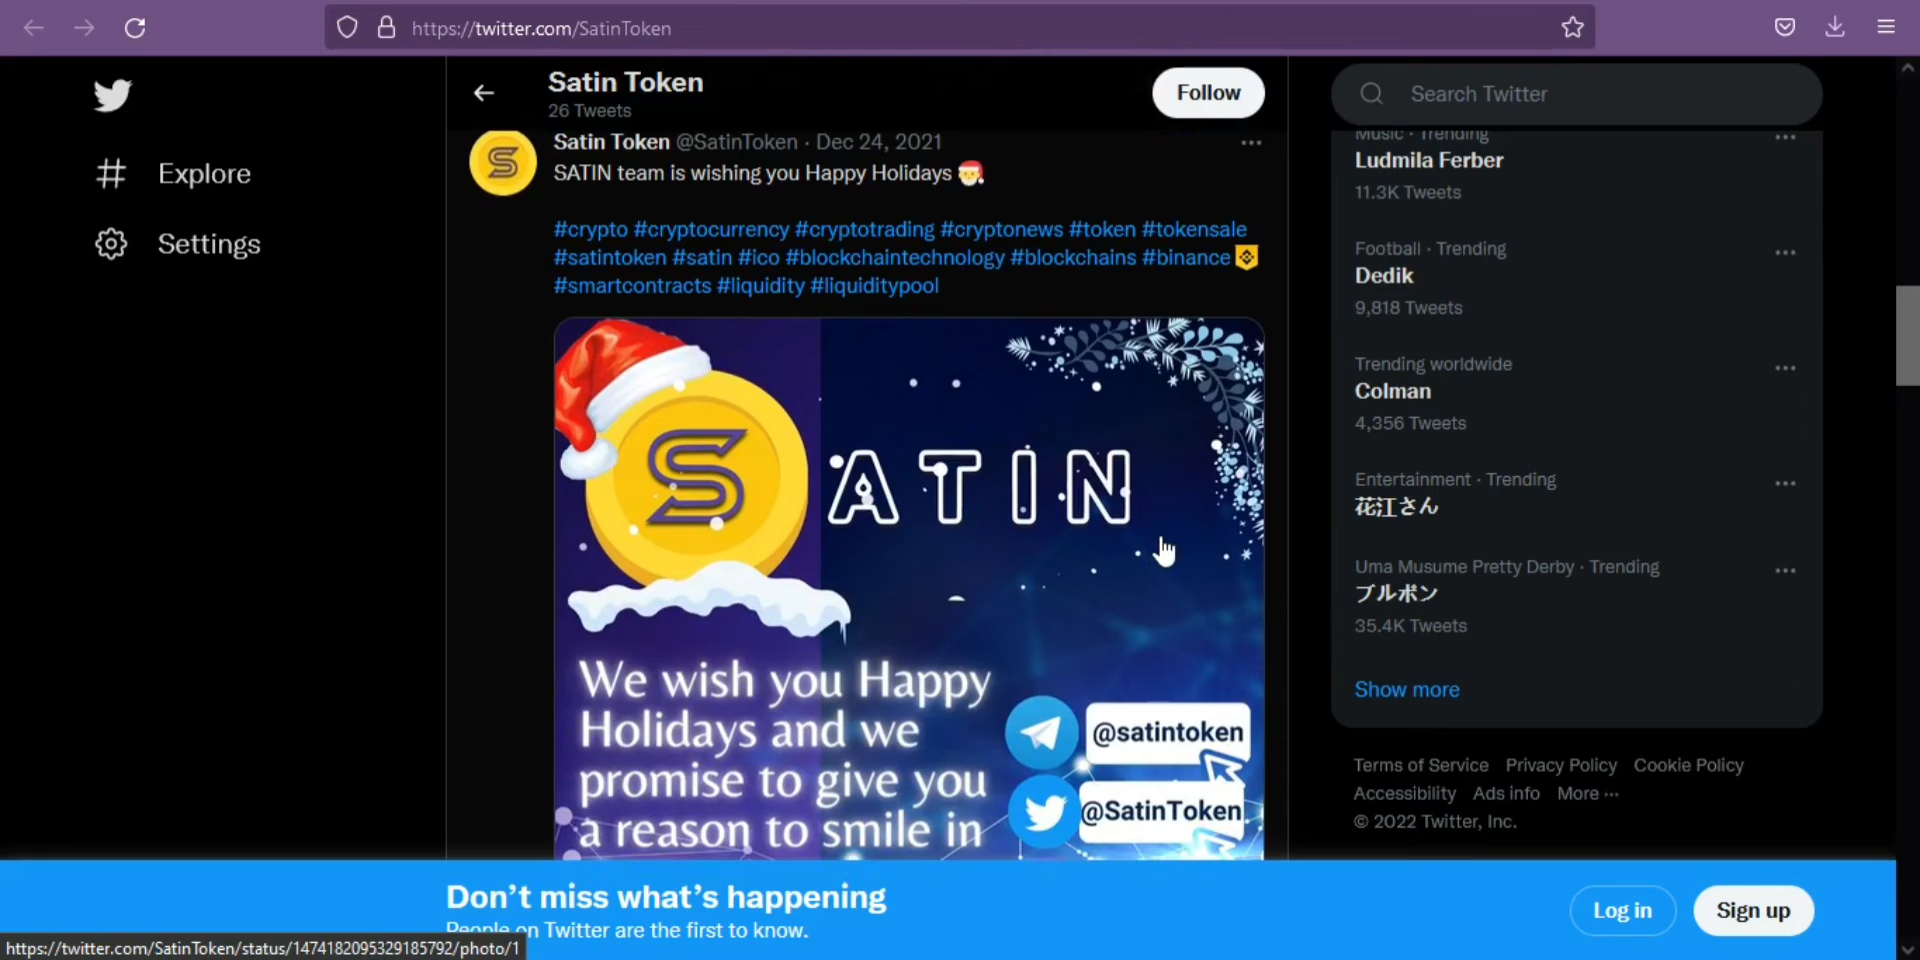 https://twitter.com/SatinToken
Explore
Settings
Satin Token
26 Tweets
Follow
Satin Token @SatinToken · Dec 24, 2021
SATIN team is wishing you Happy Holidays 🎅
#crypto #cryptocurrency #cryptotrading #cryptonews #token #tokensale
#satintoken #satin #ico #blockchaintechnology #blockchains #binance
#smartcontracts #liquidity #liquiditypool
SATIN
We wish you Happy
Holidays and we
promise to give you
a reason to smile in
@satintoken
@SatinToken
Search Twitter
Music · Trending
Ludmila Ferber
11.3K Tweets
Football · Trending
Dedik
9,818 Tweets
Trending worldwide
Colman
4,356 Tweets
Entertainment · Trending
花江さん
Uma Musume Pretty Derby · Trending
ブルボン
35.4K Tweets
Show more
Terms of Service Privacy Policy Cookie Policy
Accessibility Ads info More ···
© 2022 Twitter, Inc.
Don't miss what's happening
People on Twitter are the first to know.
Log in
Sign up
https://twitter.com/SatinToken/status/1474182095329185792/photo/1